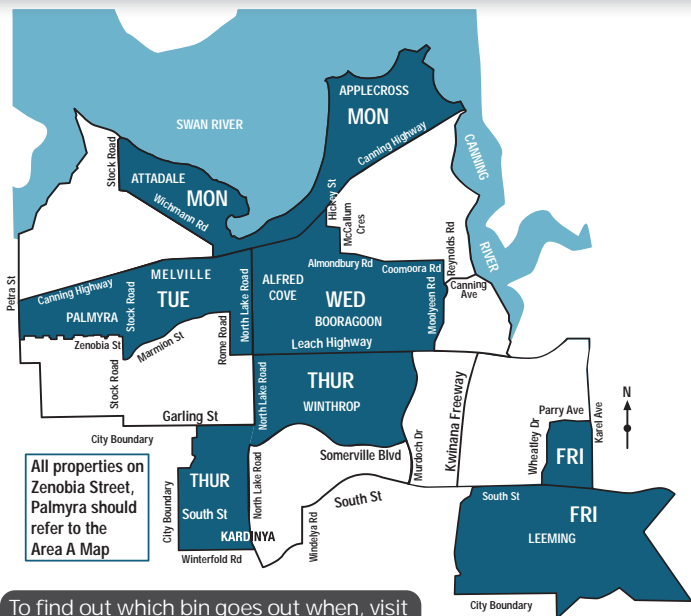 APPLECROSS
MON
SWAN RIVER
Canning Highway
CANNING
RIVER
Stock Road
ATTADALE
MON
Wichmann Rd
Hickey St
McCallum
Cres
Reynolds Rd
Almondbury Rd
Coomoora Rd
Canning
Ave
Petra St
Canning Highway
MELVILLE
TUE
PALMYRA
Stock Road
North Lake Road
ALFRED
COVE
WED
BOORAGOON
Moolyeen Rd
Leach Highway
Zenobia St
Marmion St
Rome Road
Stock Road
North Lake Road
THUR
WINTHROP
Garling St
City Boundary
Somerville Blvd
Murdoch Dr
Kwinana Freeway
Parry Ave
Wheatley Dr
Karel Ave
FRI
N
All properties on
Zenobia Street,
Palmyra should
refer to the
Area A Map
City Boundary
THUR
South St
North Lake Road
KARDINYA
Winterfold Rd
Windelya Rd
South St
South St
FRI
LEEMING
City Boundary
To find out which bin goes out when, visit